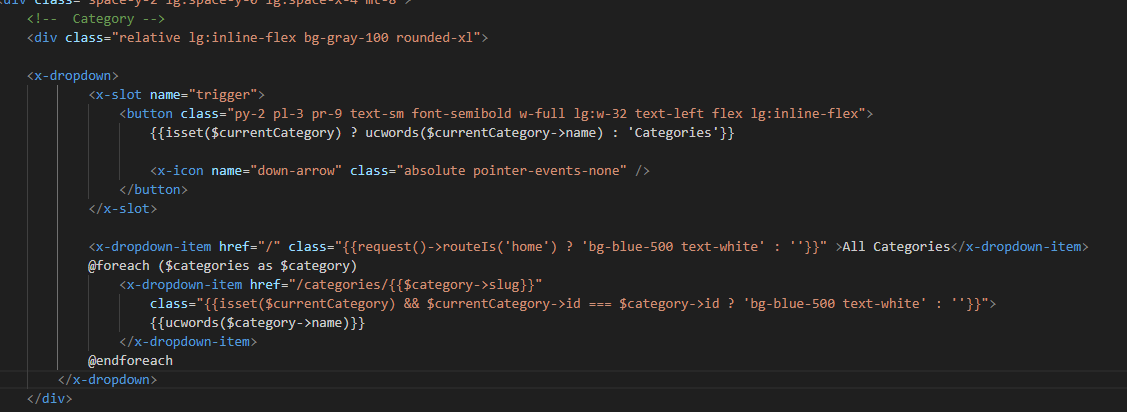 <div class="space-y-2 lg:space-y-0 lg:space-x-4 mt-8">
<!--  Category -->
<div class="relative lg:inline-flex bg-gray-100 rounded-xl">
<x-dropdown>
<x-slot name="trigger">
<button class="py-2 pl-3 pr-9 text-sm font-semibold w-full lg:w-32 text-left flex lg:inline-flex">
{{isset($currentCategory) ? ucwords($currentCategory->name) : 'Categories'}}
<x-icon name="down-arrow" class="absolute pointer-events-none" />
</button>
</x-slot>
<x-dropdown-item href="/" class="{{request()->routeIs('home') ? 'bg-blue-500 text-white' : ''}}" >All Categories</x-dropdown-item>
@foreach ($categories as $category)
<x-dropdown-item href="/categories/{{$category->slug}}"
class="{{isset($currentCategory) && $currentCategory->id === $category->id ? 'bg-blue-500 text-white' : ''}}">
{{ucwords($category->name)}}
</x-dropdown-item>
@endforeach
</x-dropdown>
</div>